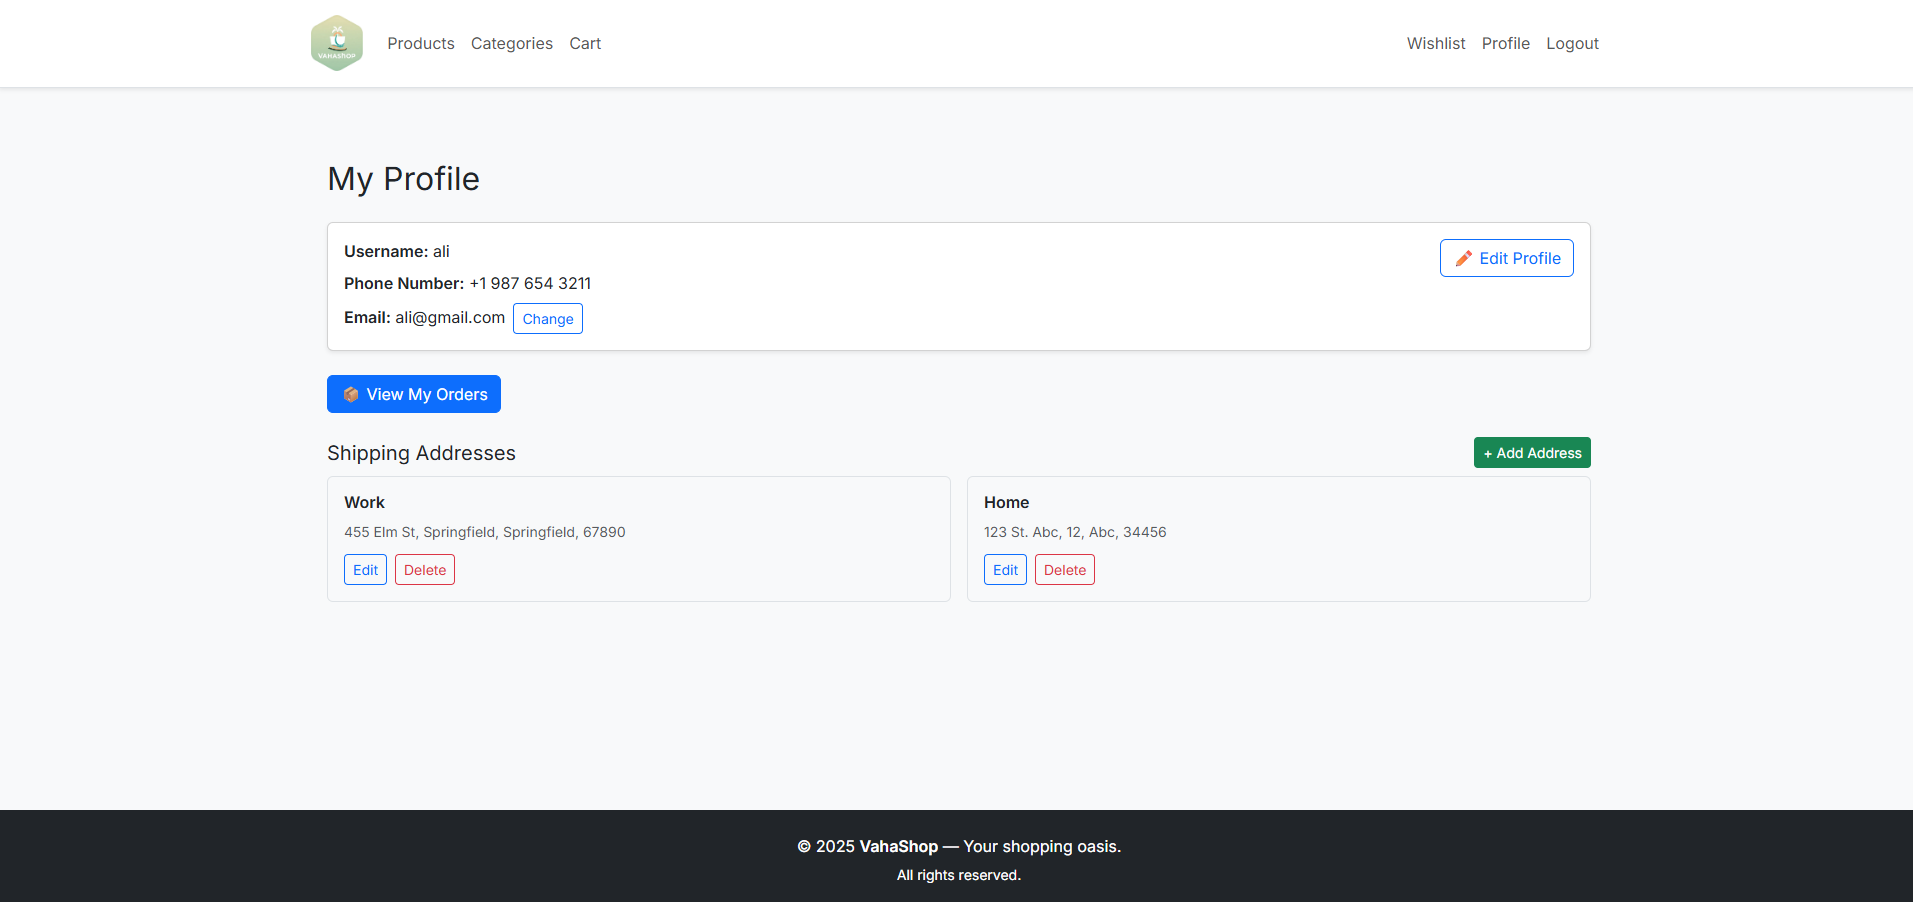 VAHASHOP
Products Categories Cart
Wishlist Profile Logout
My Profile
Username: ali
Edit Profile
Phone Number: +1 987 654 3211
Email: ali@gmail.com Change
View My Orders
Shipping Addresses
+ Add Address
Work
455 Elm St, Springfield, Springfield, 67890
Edit Delete
Home
123 St. Abc, 12, Abc, 34456
Edit Delete
© 2025 VahaShop — Your shopping oasis.
All rights reserved.